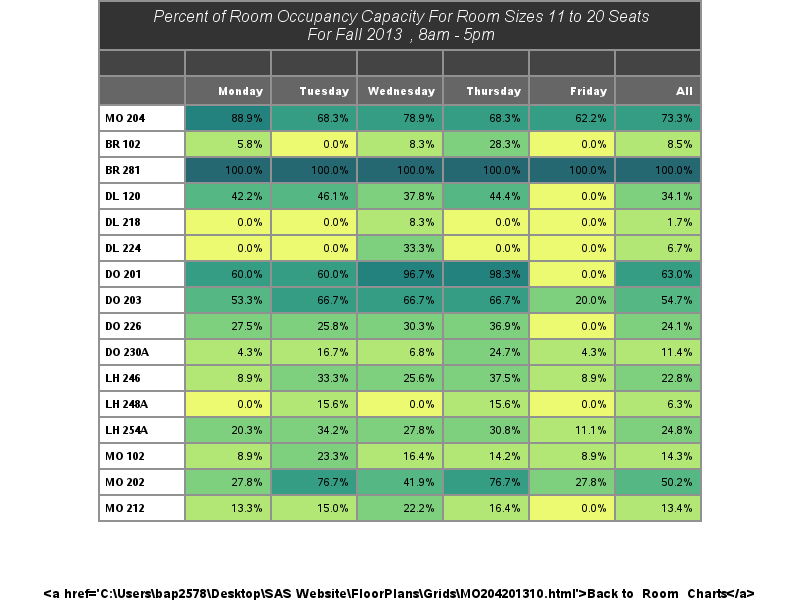 Percent of Room Occupancy Capacity For Room Sizes 11 to 20 Seats
For Fall 2013 , 8am - 5pm
Monday Tuesday Wednesday Thursday Friday All
MO 204 88.9% 68.3% 78.9% 68.3% 62.2% 73.3%
BR 102 5.8% 0.0% 8.3% 28.3% 0.0% 8.5%
BR 281 100.0% 100.0% 100.0% 100.0% 100.0% 100.0%
DL 120 42.2% 46.1% 37.8% 44.4% 0.0% 34.1%
DL 218 0.0% 0.0% 8.3% 0.0% 0.0% 1.7%
DL 224 0.0% 0.0% 33.3% 0.0% 0.0% 6.7%
DO 201 60.0% 60.0% 96.7% 98.3% 0.0% 63.0%
DO 203 53.3% 66.7% 66.7% 66.7% 20.0% 54.7%
DO 226 27.5% 25.8% 30.3% 36.9% 0.0% 24.1%
DO 230A 4.3% 16.7% 6.8% 24.7% 4.3% 11.4%
LH 246 8.9% 33.3% 25.6% 37.5% 8.9% 22.8%
LH 248A 0.0% 15.6% 0.0% 15.6% 0.0% 6.3%
LH 254A 20.3% 34.2% 27.8% 30.8% 11.1% 24.8%
MO 102 8.9% 23.3% 16.4% 14.2% 8.9% 14.3%
MO 202 27.8% 76.7% 41.9% 76.7% 27.8% 50.2%
MO 212 13.3% 15.0% 22.2% 16.4% 0.0% 13.4%
<a href='C:\Users\bap2578\Desktop\SAS Website\FloorPlans\Grids\MO204201310.html'>Back to Room Charts</a>